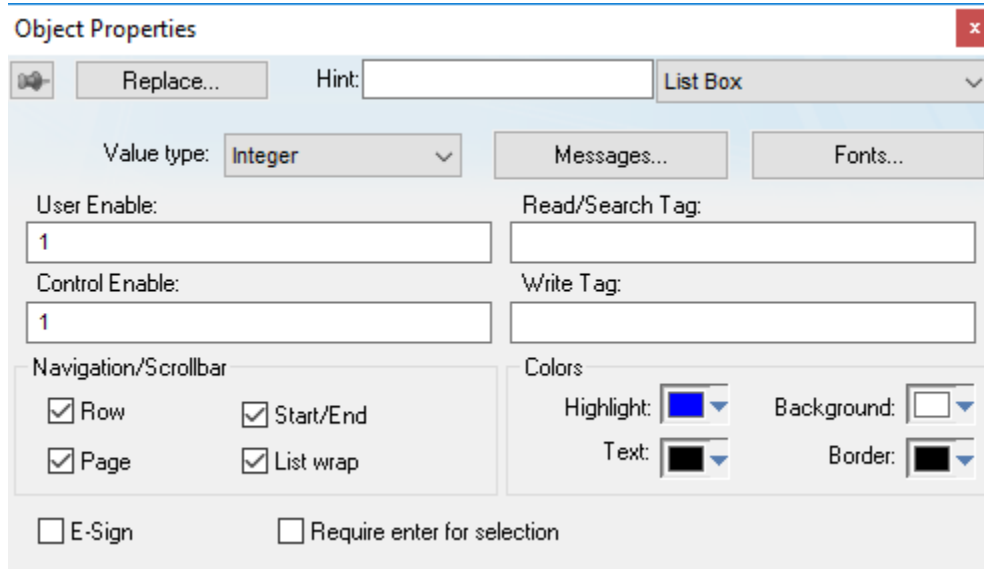 Object Properties
x
Replace... Hint: List Box
Value type: Integer Messages... Fonts...
User Enable: Read/Search Tag:
1
Control Enable: Write Tag:
1
Navigation/Scrollbar Colors
Row Start/End Highlight: Background:
Page List wrap Text: Border:
E-Sign Require enter for selection